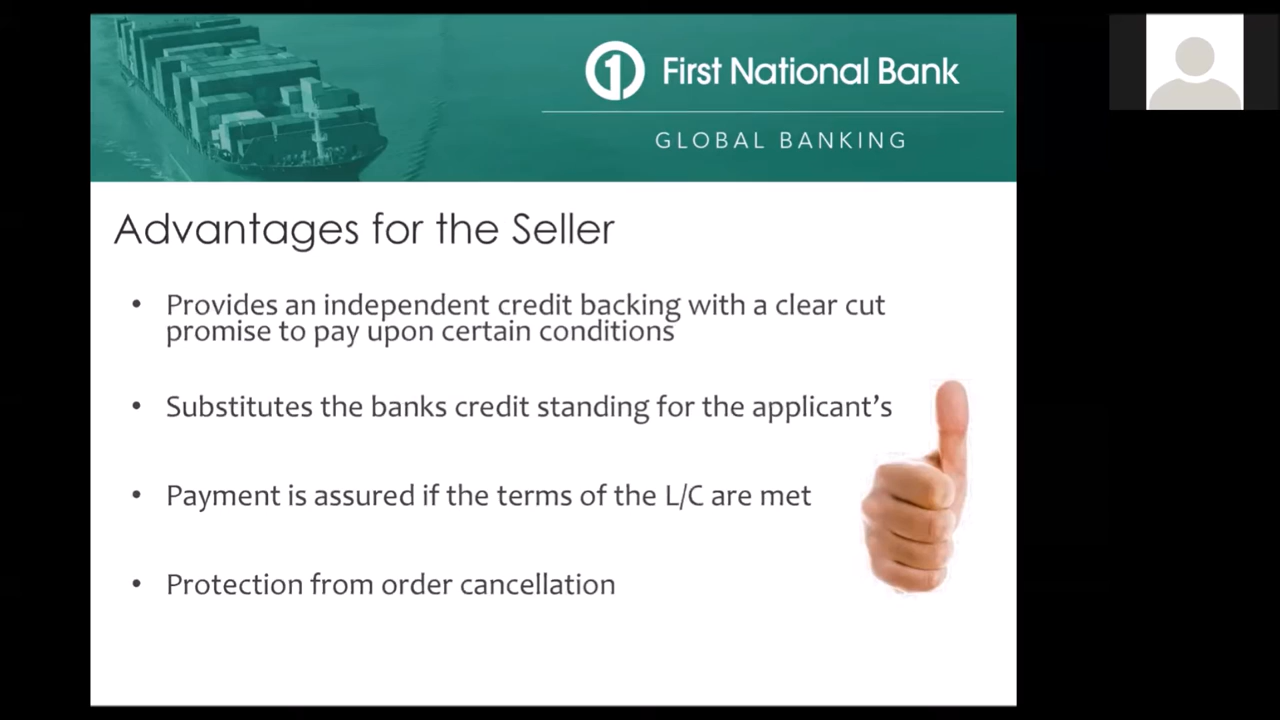 1 First National Bank
GLOBAL BANKING
Advantages for the Seller
• Provides an independent credit backing with a clear cut
promise to pay upon certain conditions
• Substitutes the banks credit standing for the applicant's
• Payment is assured if the terms of the L/C are met
• Protection from order cancellation